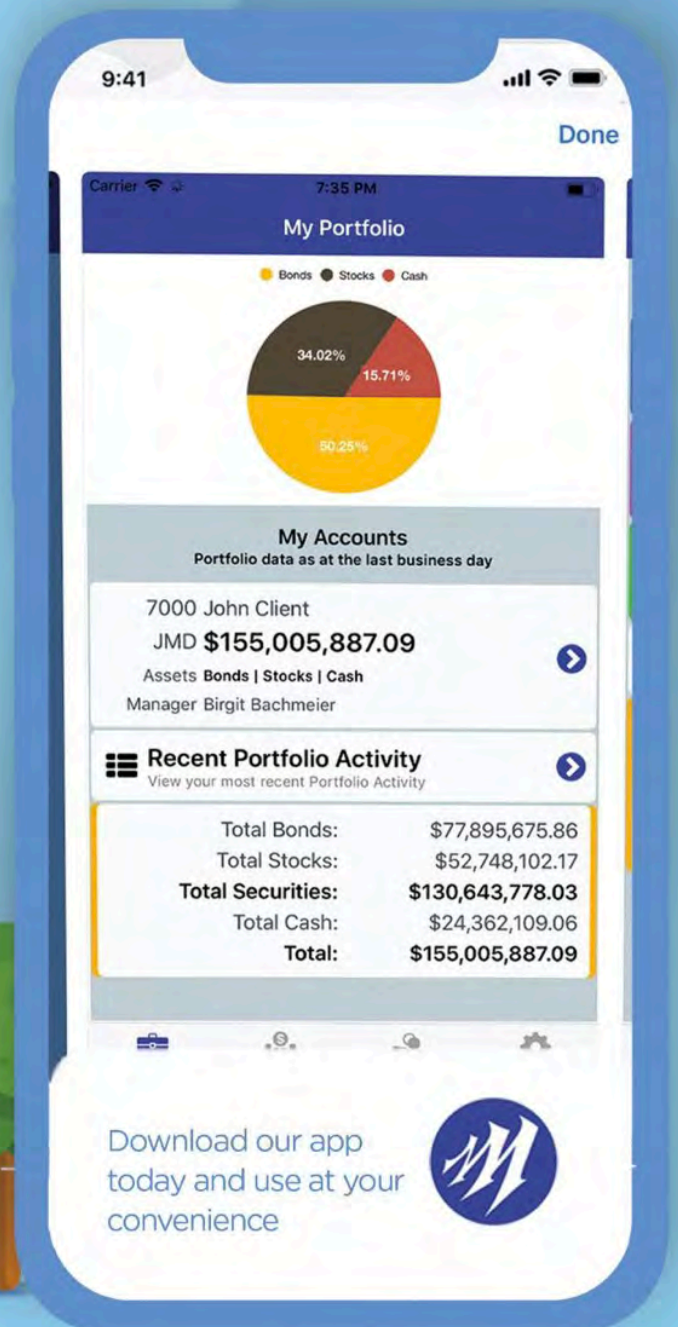 9:41
Done
Carrier 7:35 PM
My Portfolio
Bonds Stocks Cash
34.02%
15.71%
50.25%
My Accounts
Portfolio data as at the last business day
7000 John Client
JMD $155,005,887.09
Assets Bonds | Stocks | Cash
Manager Birgit Bachmeier
Recent Portfolio Activity
View your most recent Portfolio Activity
Total Bonds: $77,895,675.86
Total Stocks: $52,748,102.17
Total Securities: $130,643,778.03
Total Cash: $24,362,109.06
Total: $155,005,887.09
Download our app
today and use at your
convenience